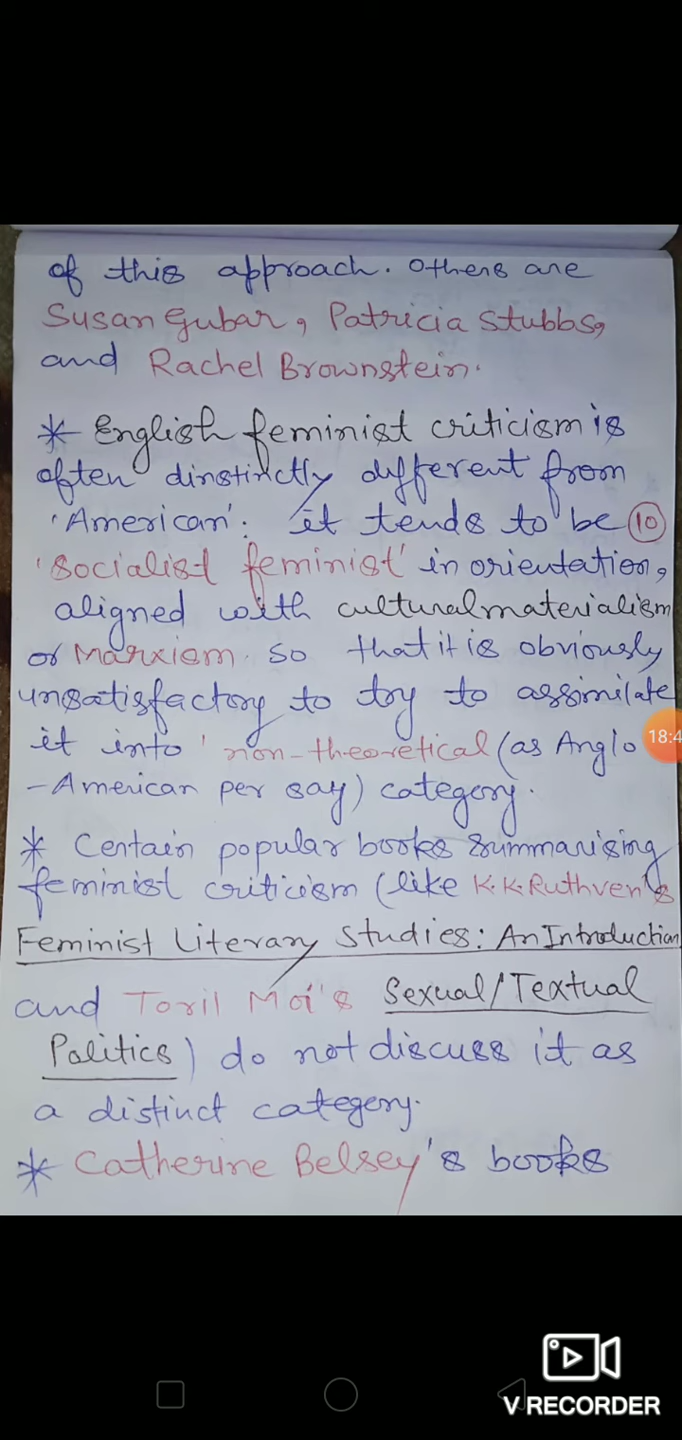 of this approach. Others are
Susan Gubar, Patricia Stubbs,
and Rachel Brownstein.
* English feminist criticism is
often dinstinctly different from
'American': it tends to be 10
'socialist feminist' in orientation,
aligned with cultural materialism
or Marxism. so that it is obviously
unsatisfactory to try to assimilate
it into 'non-theoretical (as Anglo
18:4
-American per say) category.
* Certain popular books summarising
feminist criticism (like K.K.Ruthven's
Feminist Literary Studies: An Introduction
and Toril Moi's Sexual/Textual
Politics) do not discuss it as
a distinct category.
* Catherine Belsey's books
V RECORDER